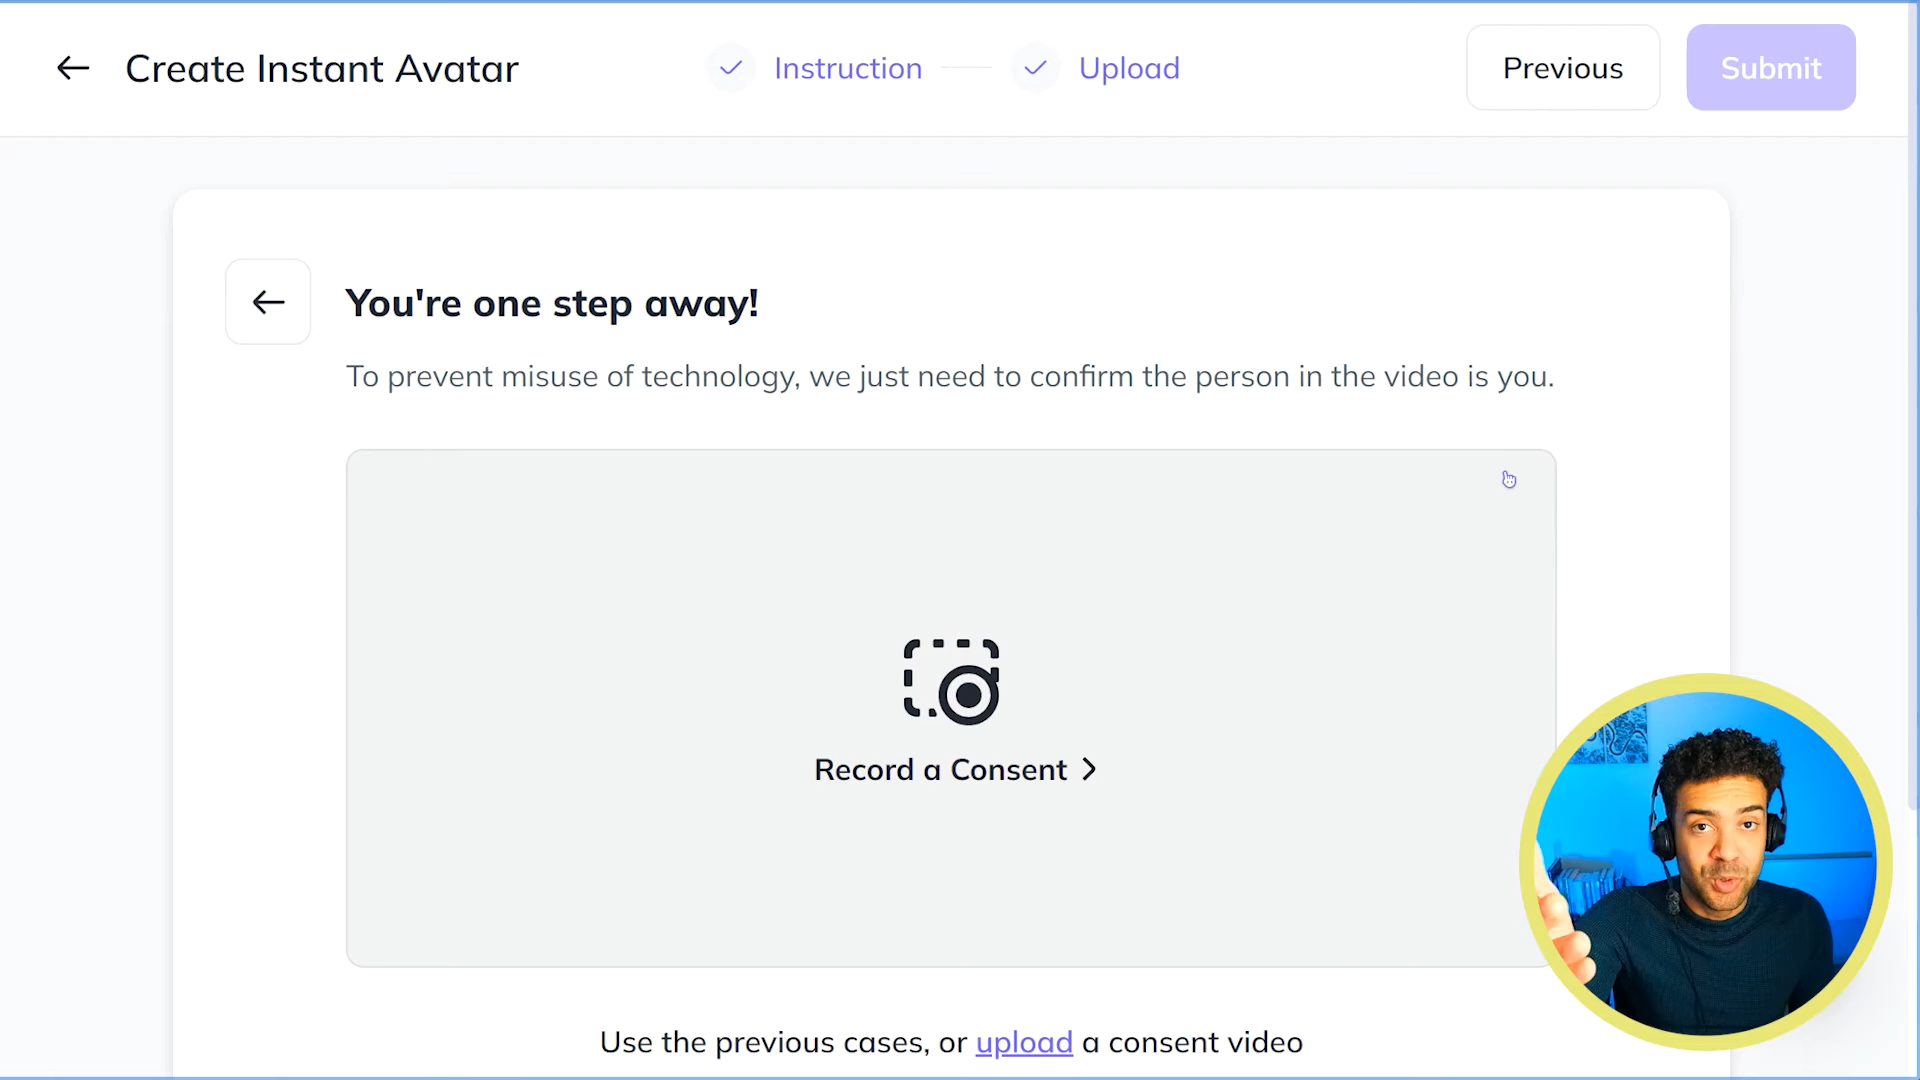 Create Instant Avatar
Instruction
Upload
Previous
Submit
You're one step away!
To prevent misuse of technology, we just need to confirm the person in the video is you.
Record a Consent
Use the previous cases, or upload a consent video